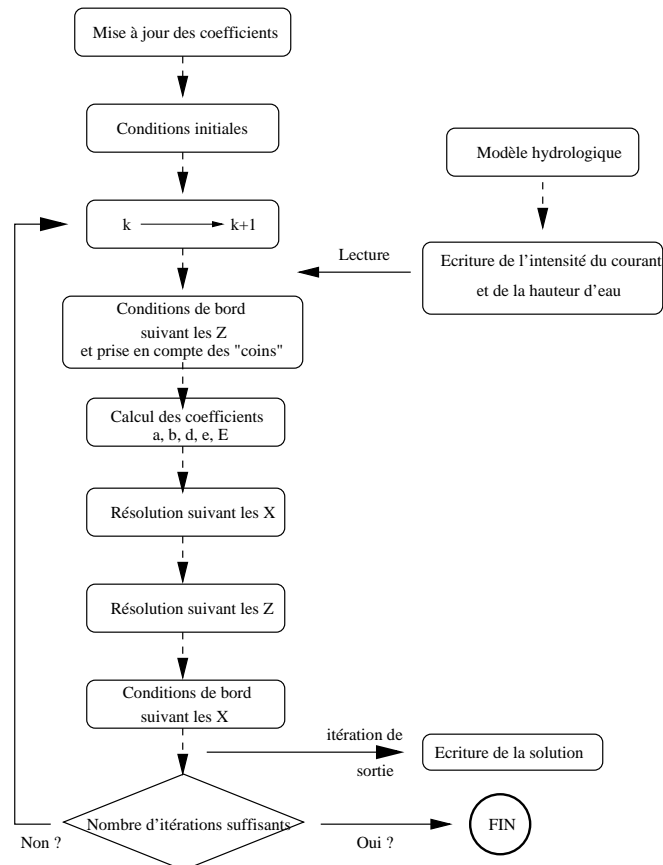 Mise à jour des coefficients
Conditions initiales
Modèle hydrologique
k
k+1
Lecture
Ecriture de l'intensité du courant
et de la hauteur d'eau
Conditions de bord
suivant les Z
et prise en compte des "coins"
Calcul des coefficients
a, b, d, e, E
Résolution suivant les X
Résolution suivant les Z
Conditions de bord
suivant les X
itération de
sortie
Ecriture de la solution
Nombre d'itérations suffisants
Non ?
Oui ?
FIN